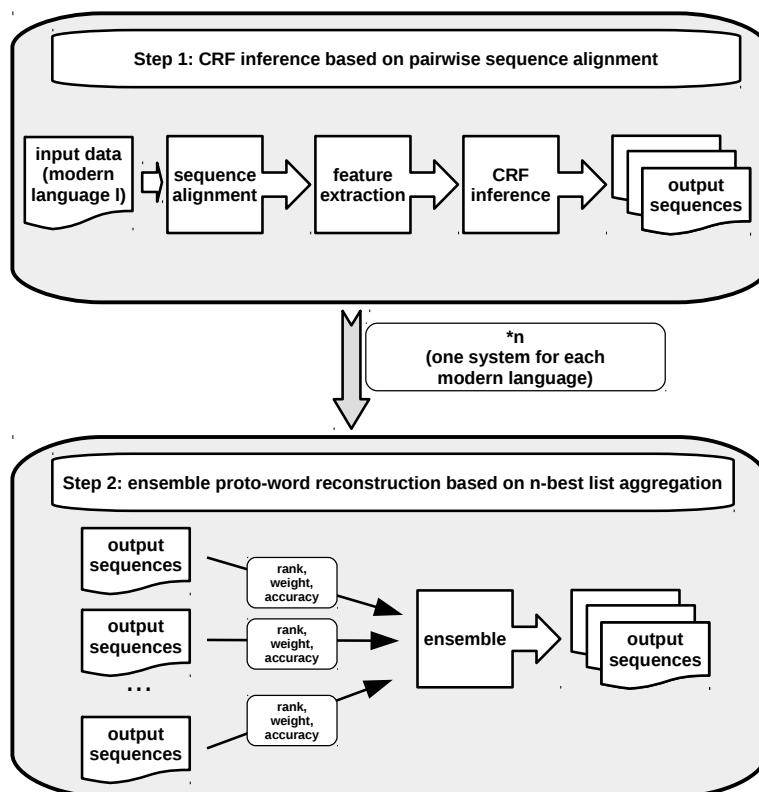 Step 1: CRF inference based on pairwise sequence alignment
input data
(modern
language l)
sequence
alignment
feature
extraction
CRF
inference
output
sequences
*n
(one system for each
modern language)
Step 2: ensemble proto-word reconstruction based on n-best list aggregation
output
sequences
rank,
weight,
accuracy
output
sequences
...
rank,
weight,
accuracy
output
sequences
rank,
weight,
accuracy
ensemble
output
sequences